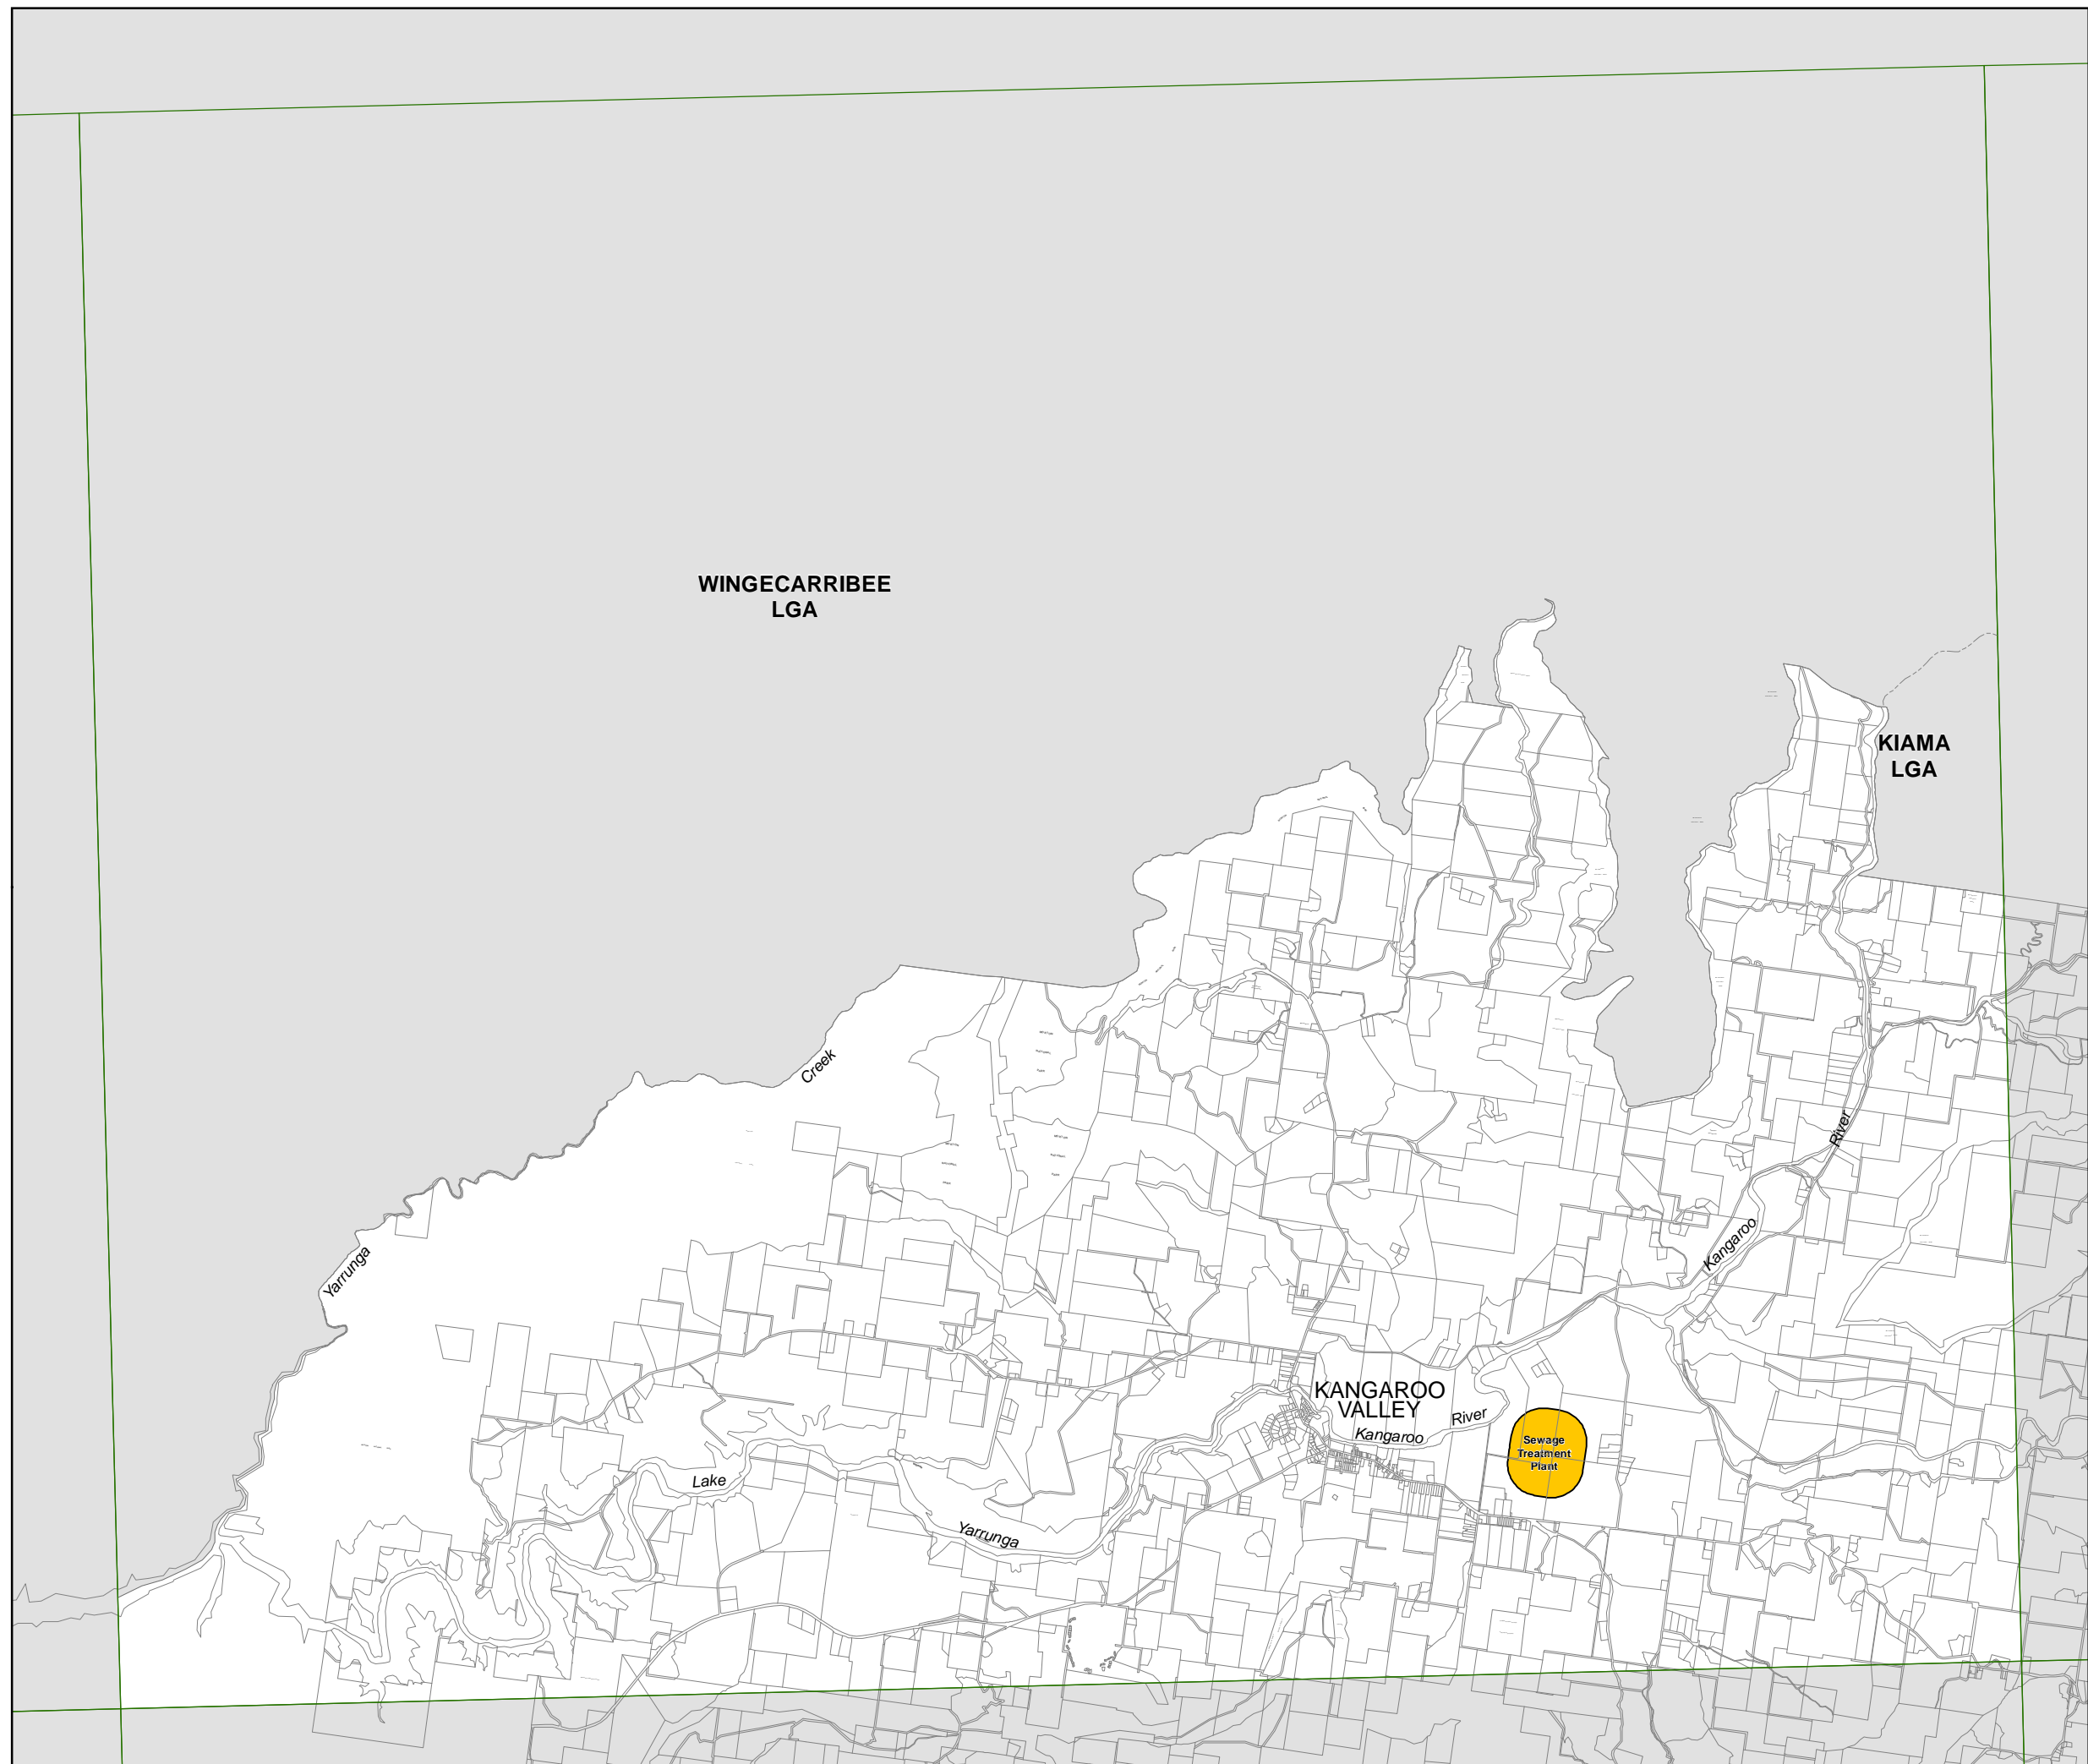 WINGECARRIBEE
LGA
KIAMA
LGA
Creek
River
Yarrunga
Kangaroo
KANGAROO
VALLEY
River
Kangaroo
Sewage
Treatment
Plant
Lake
Yarrunga